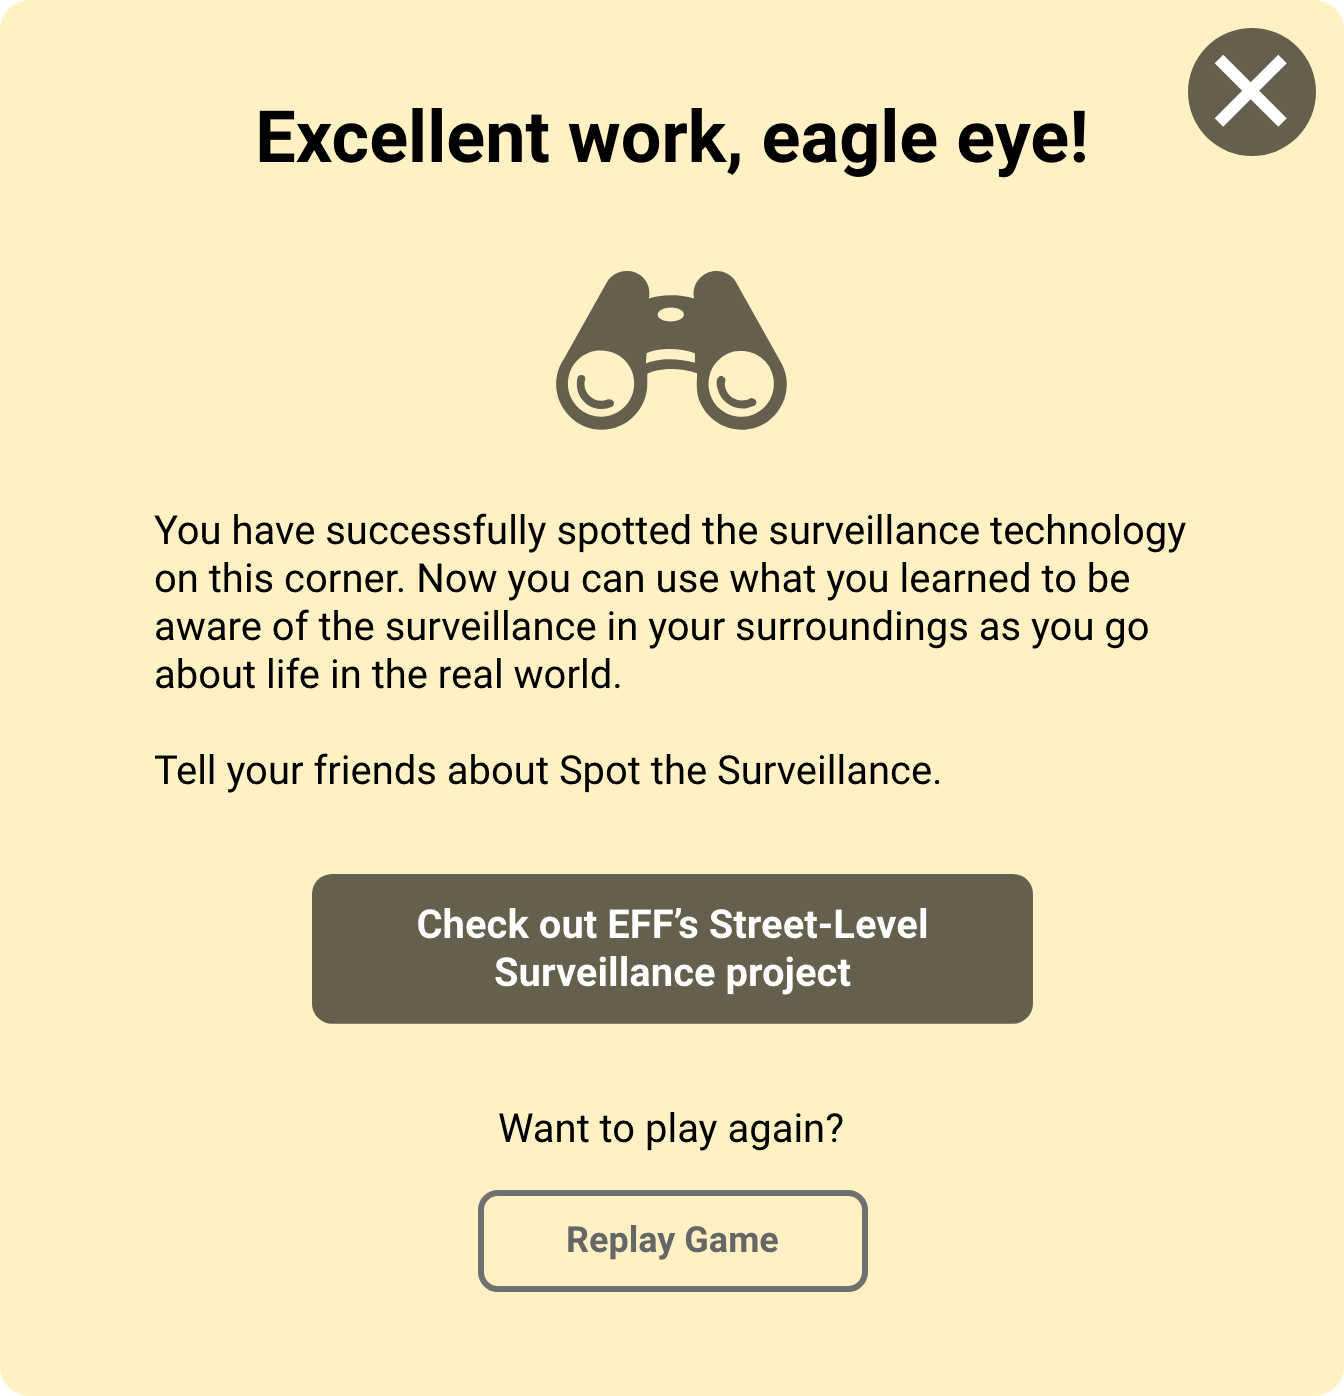 Excellent work, eagle eye!
You have successfully spotted the surveillance technology
on this corner. Now you can use what you learned to be
aware of the surveillance in your surroundings as you go
about life in the real world.
Tell your friends about Spot the Surveillance.
Check out EFF’s Street-Level
Surveillance project
Want to play again?
Replay Game